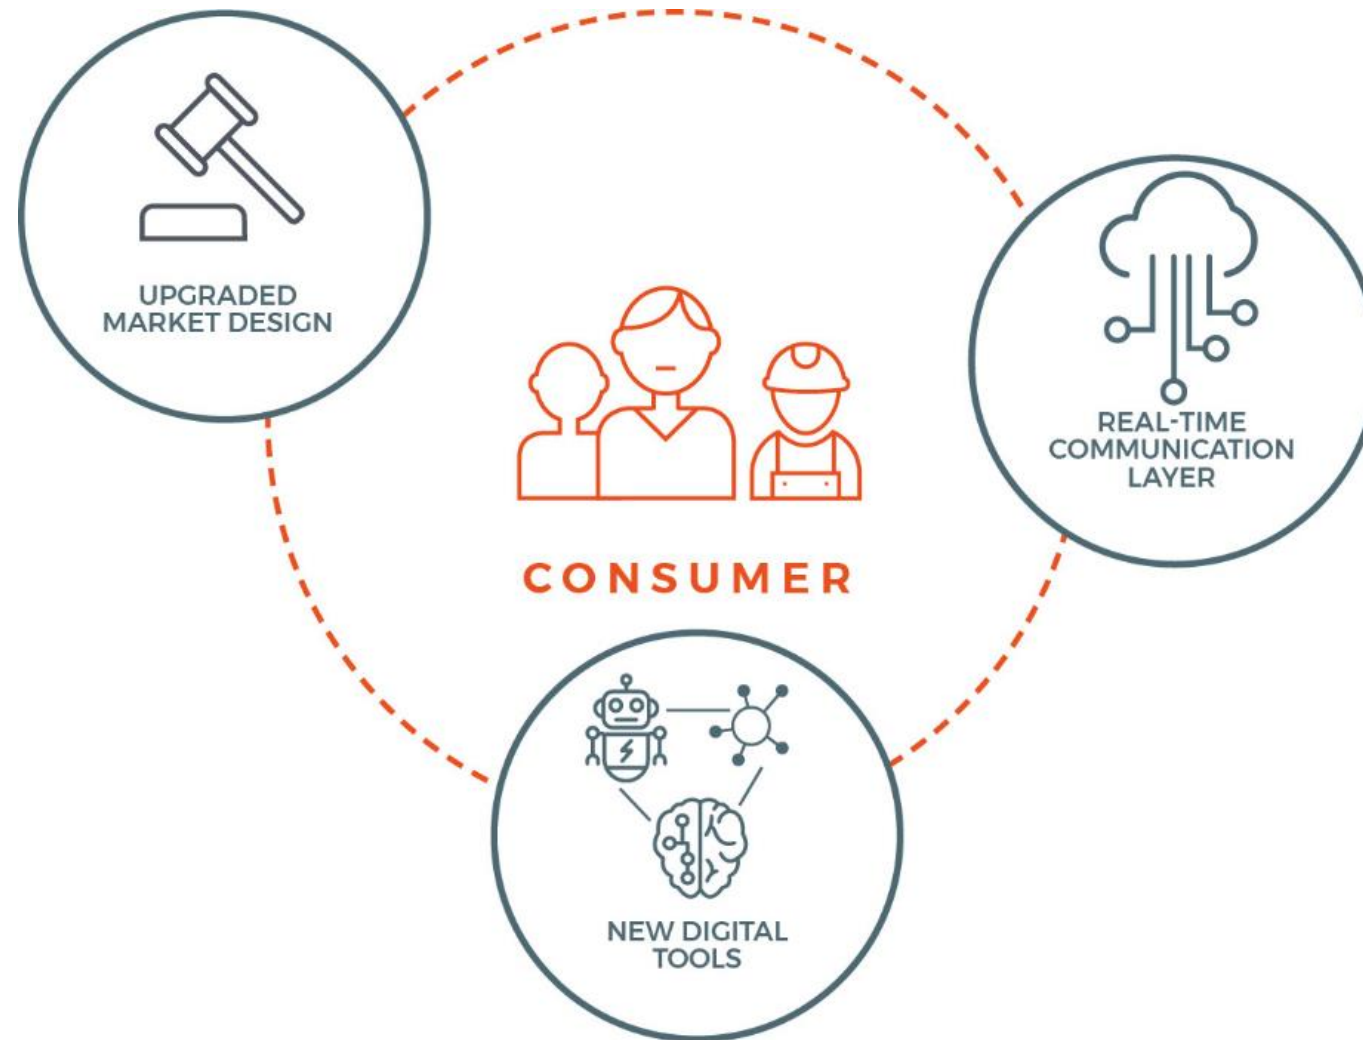 UPGRADED
MARKET DESIGN
REAL-TIME
COMMUNICATION
LAYER
CONSUMER
NEW DIGITAL
TOOLS